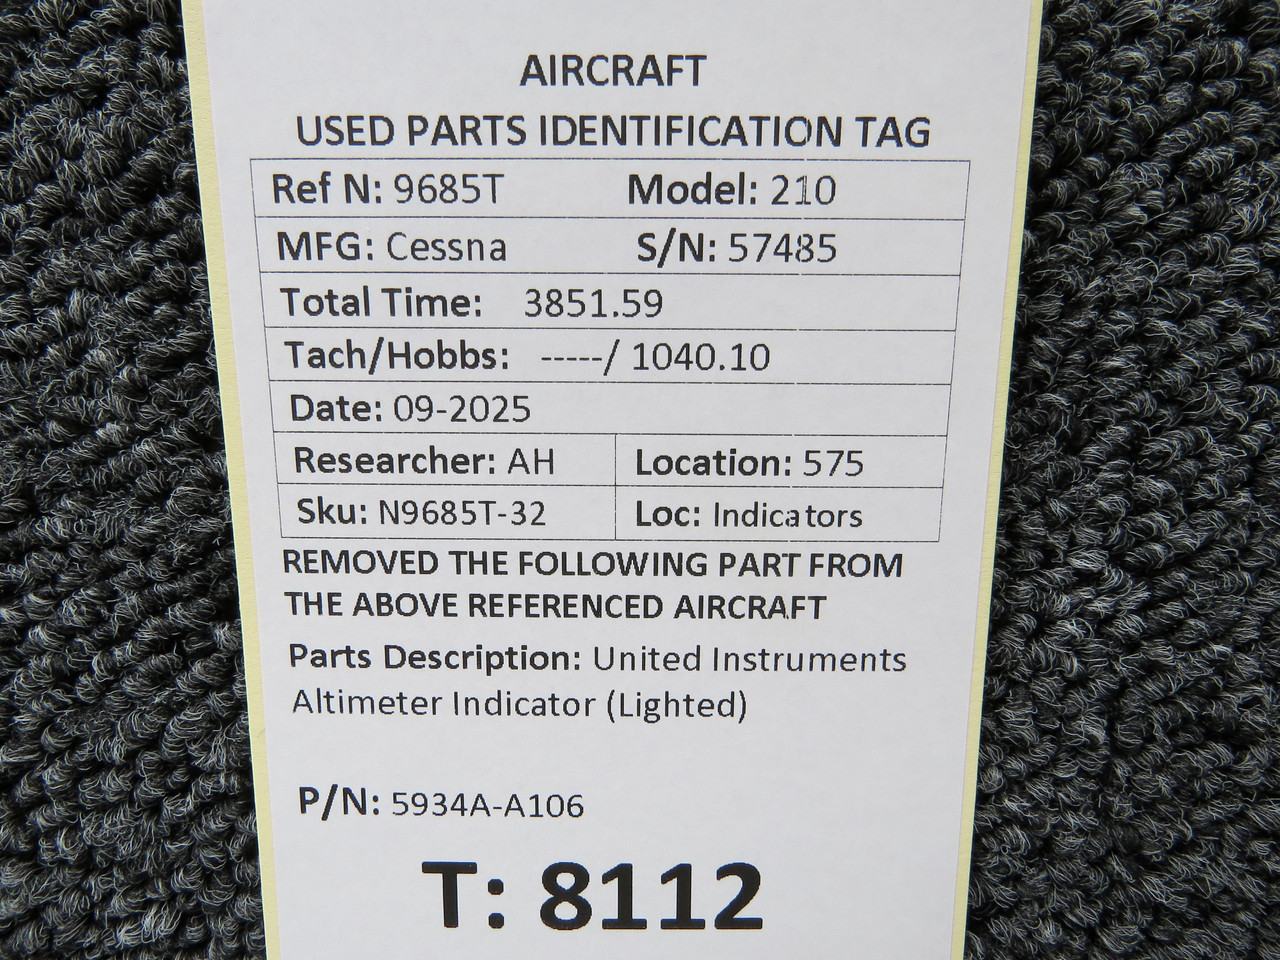 AIRCRAFT
USED PARTS IDENTIFICATION TAG
Ref N: 9685T Model: 210
MFG: Cessna S/N: 57485
Total Time: 3851.59
Tach/Hobbs: -----/ 1040.10
Date: 09-2025
Researcher: AH Location: 575
Sku: N9685T-32 Loc: Indicators
REMOVED THE FOLLOWING PART FROM
THE ABOVE REFERENCED AIRCRAFT
Parts Description: United Instruments
Altimeter Indicator (Lighted)
P/N: 5934A-A106
T: 8112